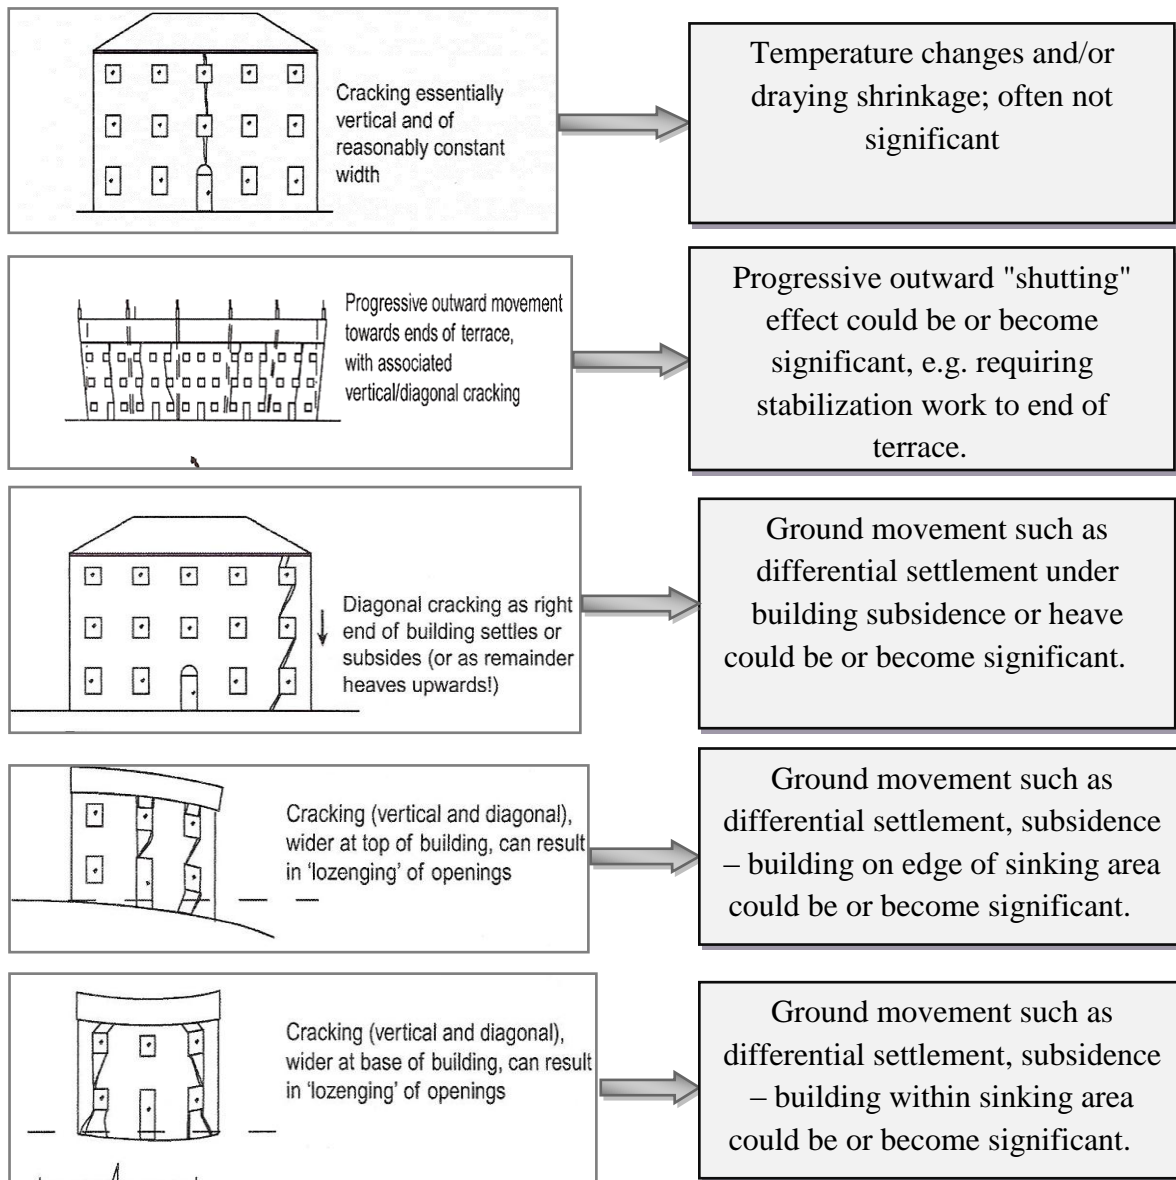 Cracking essentially
vertical and of
reasonably constant
width
Temperature changes and/or
draying shrinkage; often not
significant
Progressive outward movement
towards ends of terrace,
with associated
vertical/diagonal cracking
Progressive outward "shutting"
effect could be or become
significant, e.g. requiring
stabilization work to end of
terrace.
Diagonal cracking as right
end of building settles or
subsides (or as remainder
heaves upwards!)
Ground movement such as
differential settlement under
building subsidence or heave
could be or become significant.
Cracking (vertical and diagonal),
wider at top of building, can result
in 'lozenging' of openings
Ground movement such as
differential settlement, subsidence
– building on edge of sinking area
could be or become significant.
Cracking (vertical and diagonal),
wider at base of building, can result
in 'lozenging' of openings
Ground movement such as
differential settlement, subsidence
– building within sinking area
could be or become significant.